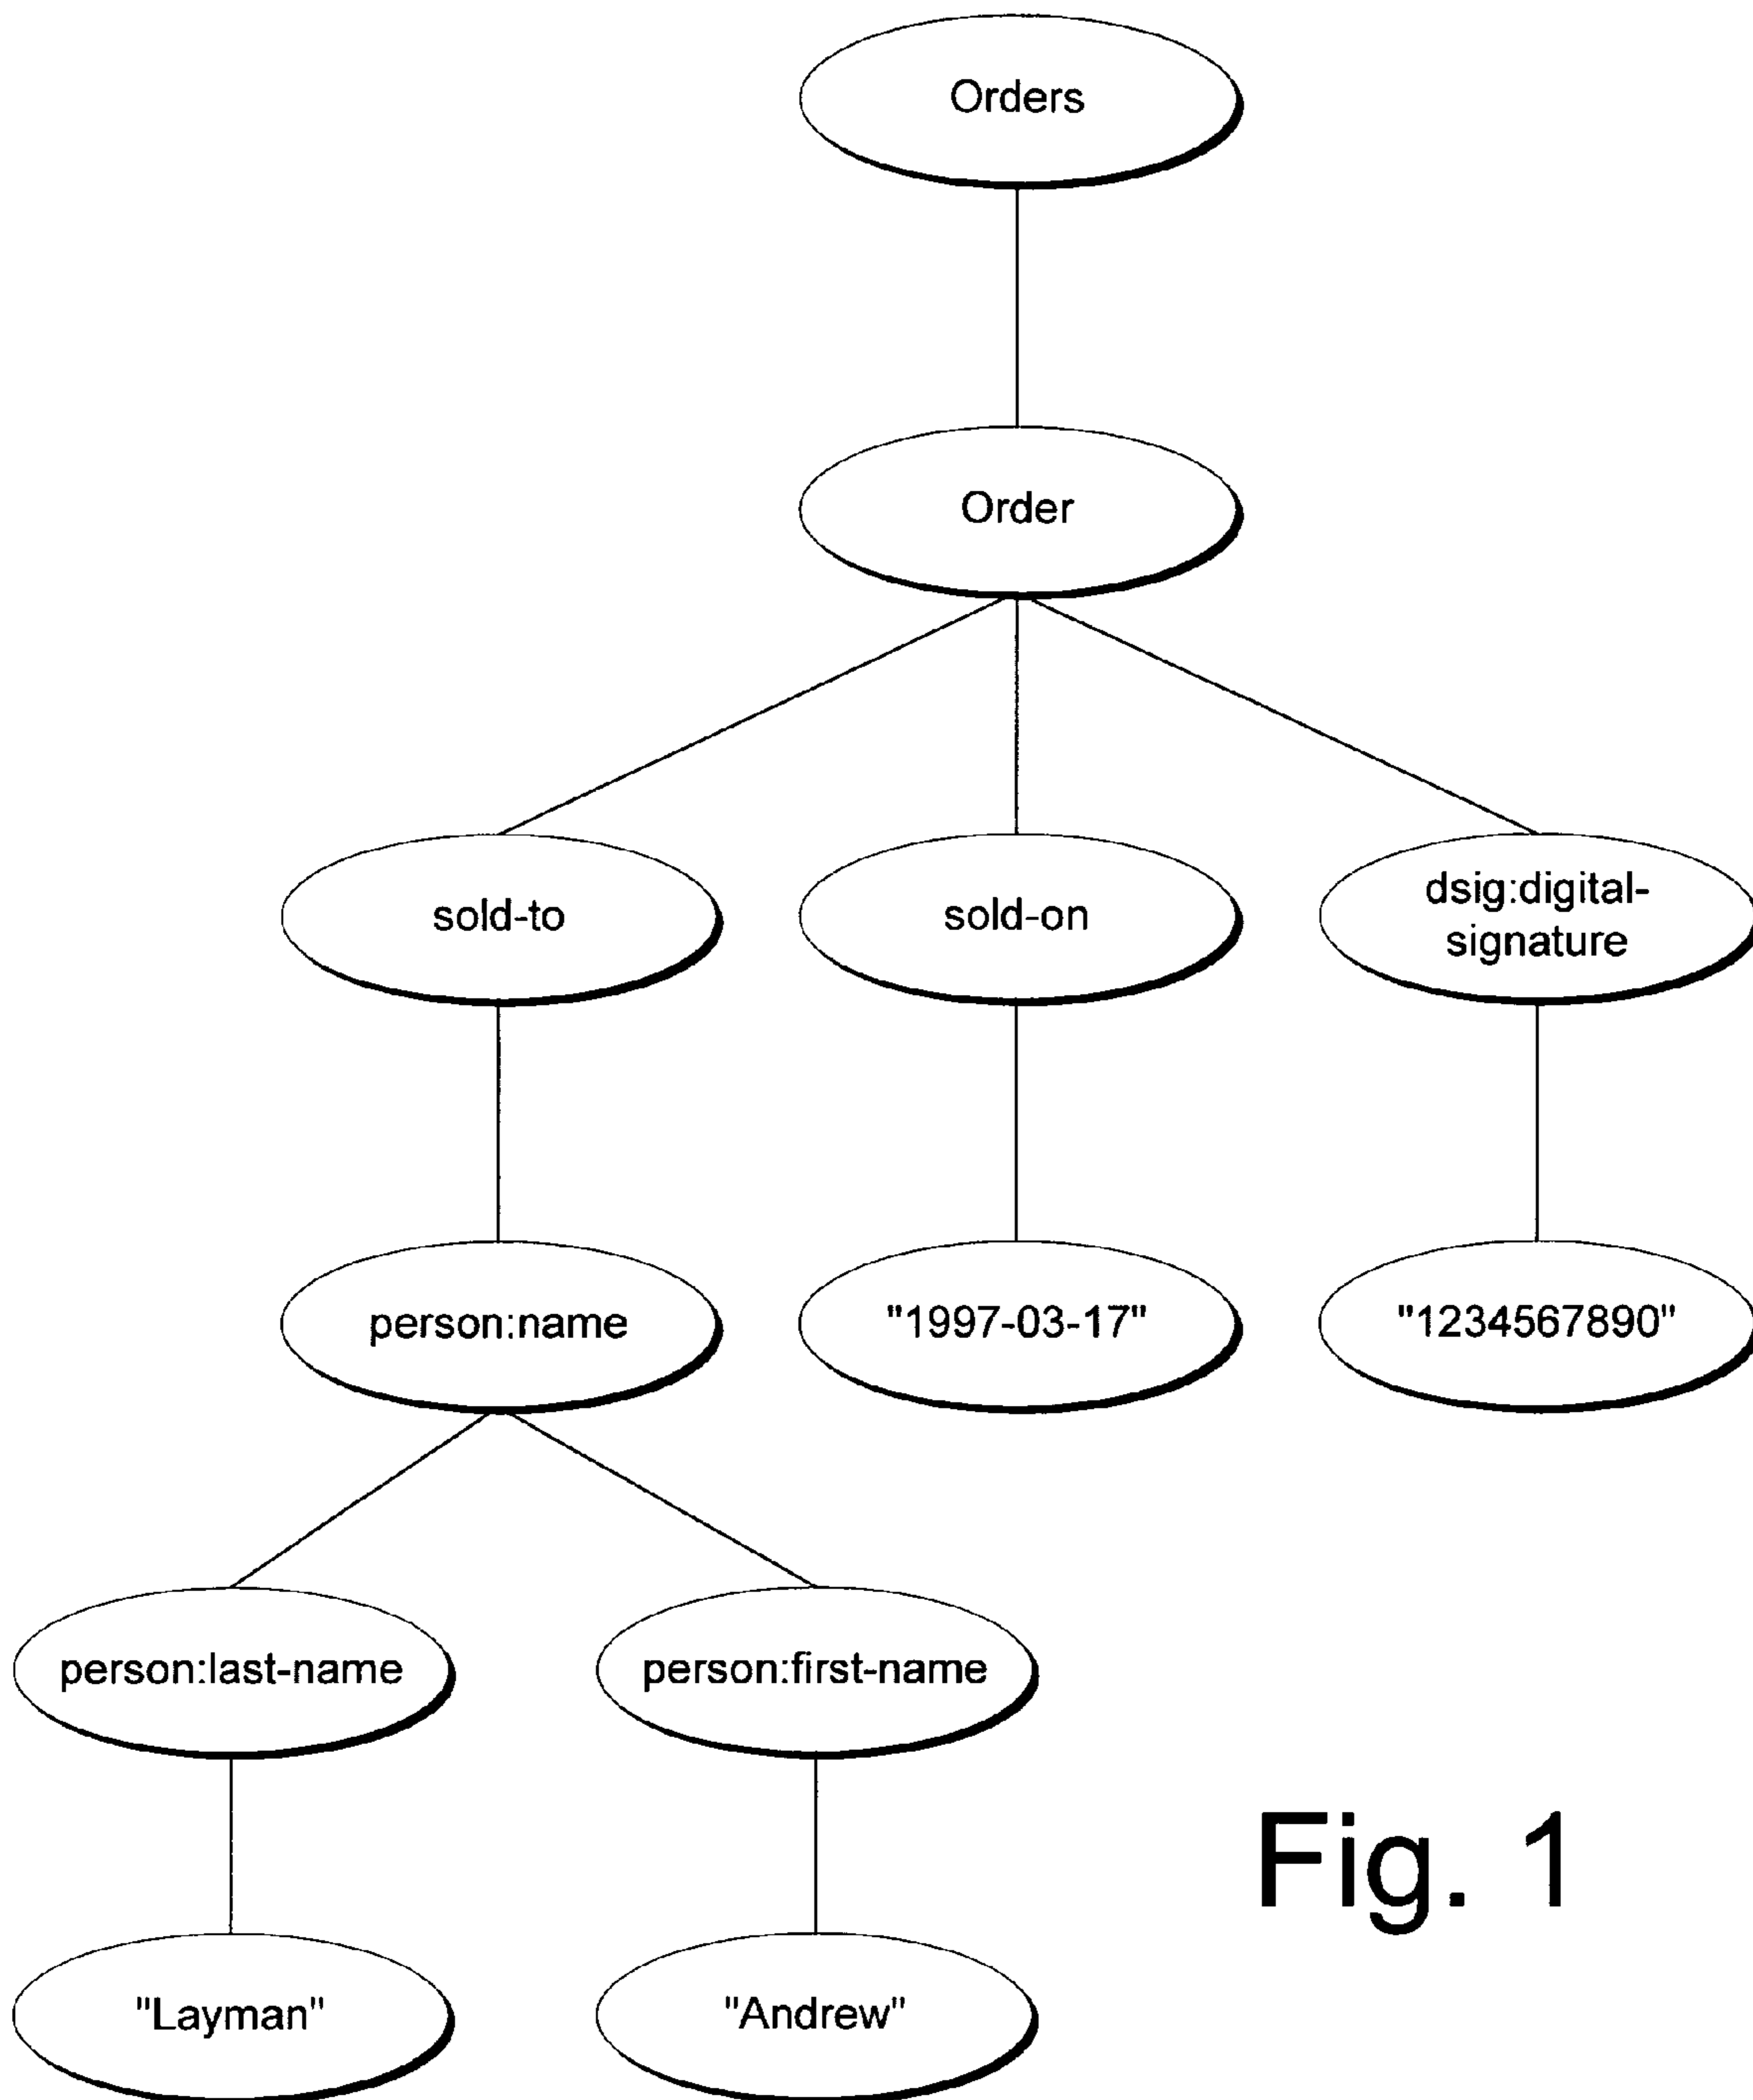 Orders
Order
sold-to
sold-on
dsig:digital-
signature
person:name
"1997-03-17"
"1234567890"
person:last-name
person:first-name
"Layman"
"Andrew"
Fig. 1